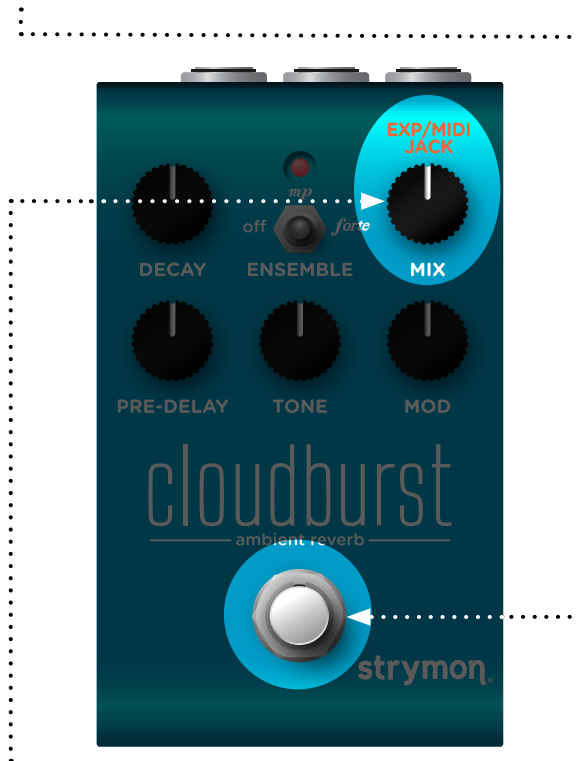 EXP/MIDI
JACK
mp
off forte
DECAY ENSEMBLE MIX
PRE-DELAY TONE MOD
cloudburst
ambient reverb
strymon®